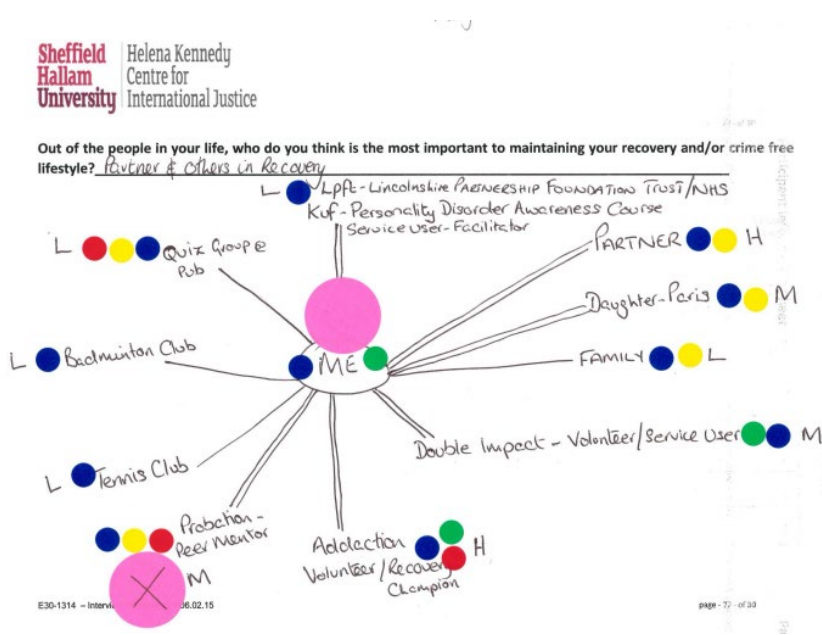 Sheffield
Hallam
University
Helena Kennedy
Centre for
International Justice
Out of the people in your life, who do you think is the most important to maintaining your recovery and/or crime free
lifestyle? Partner & others in Recovery
L Lpft - Lincolnshire PARTNERSHIP FOUNDATION TRUST/NHS
Kuf - Personality Disorder Awareness Course
Service User - Facilitator
L Quiz Group @
Pub
PARTNER H
Daughter-Paris M
L Badminton Club
ME
FAMILY L
Double Impact - Volunteer/Service User M
L Tennis Club
Probation -
Peer Mentor
M
Addaction H
Volunteer/Recovery
Champion
E30-1314 – Interv 06.02.15
page - 77 - of 30